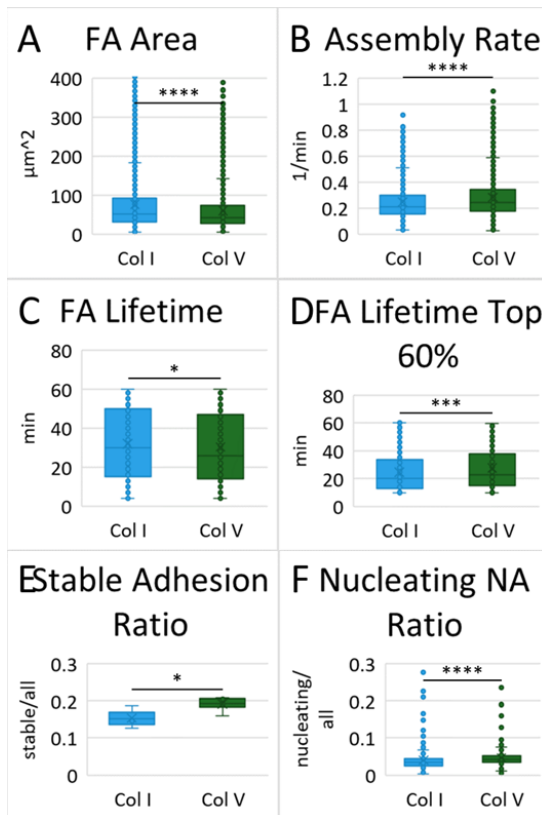 A FA Area
****
400
300
200
100
0
µm^2
Col I Col V
B Assembly Rate
****
1.2
1
0.8
0.6
0.4
0.2
0
1/min
Col I Col V
C FA Lifetime
*
80
60
40
20
0
min
Col I Col V
D FA Lifetime Top
60%
***
80
60
40
20
0
min
Col I Col V
E Stable Adhesion
Ratio
*
0.3
0.2
0.1
0
stable/all
Col I Col V
F Nucleating NA
Ratio
****
0.3
0.2
0.1
0
nucleating/
all
Col I Col V